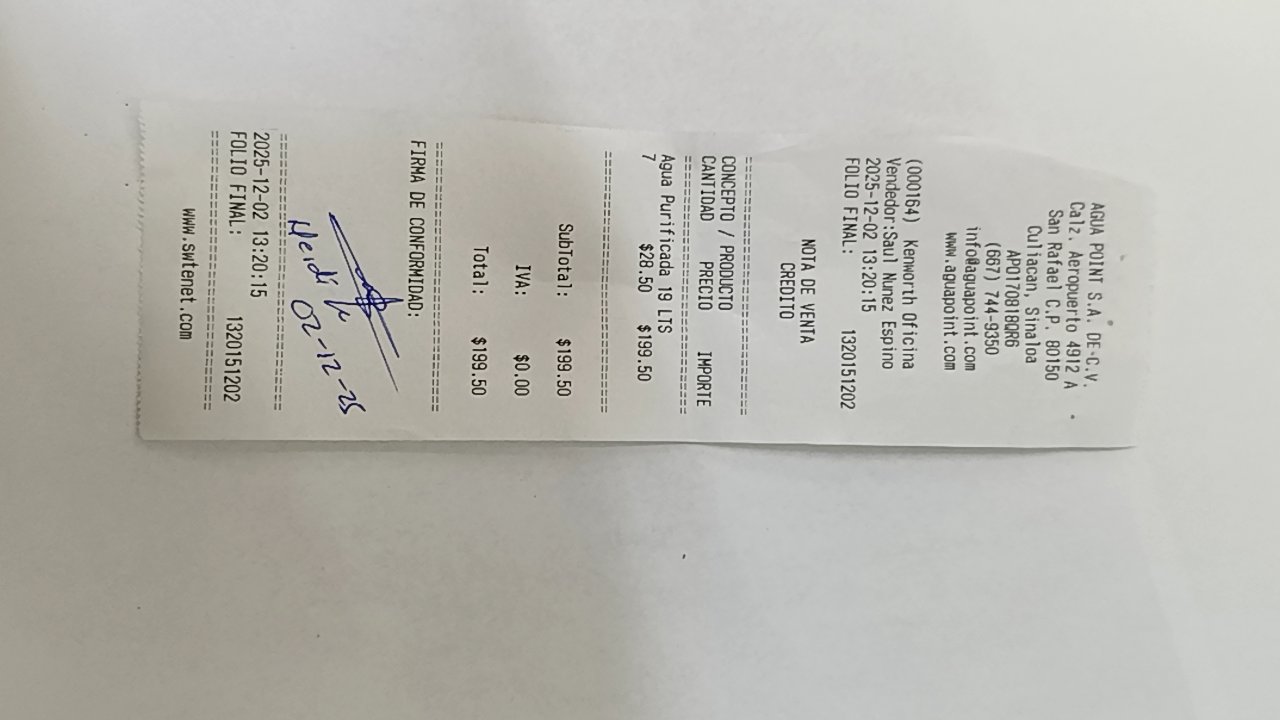 AGUA POINT S.A. DE C.V.
Calz. Aeropuerto 4912 A
San Rafael C.P. 80150
Culiacan, Sinaloa
APO170818QR6
(667) 744-9350
info@aguapoint.com
www.aguapoint.com
(000164) Kenworth Oficina
Vendedor:Saul Nunez Espino
2025-12-02 13:20:15
FOLIO FINAL: 1320151202
NOTA DE VENTA
CREDITO
CONCEPTO / PRODUCTO
CANTIDAD PRECIO IMPORTE
Agua Purificada 19 LTS
7 $28.50 $199.50
SubTotal: $199.50
IVA: $0.00
Total: $199.50
FIRMA DE CONFORMIDAD:
Heidi
02-12-25
2025-12-02 13:20:15
FOLIO FINAL: 1320151202
www.swtenet.com